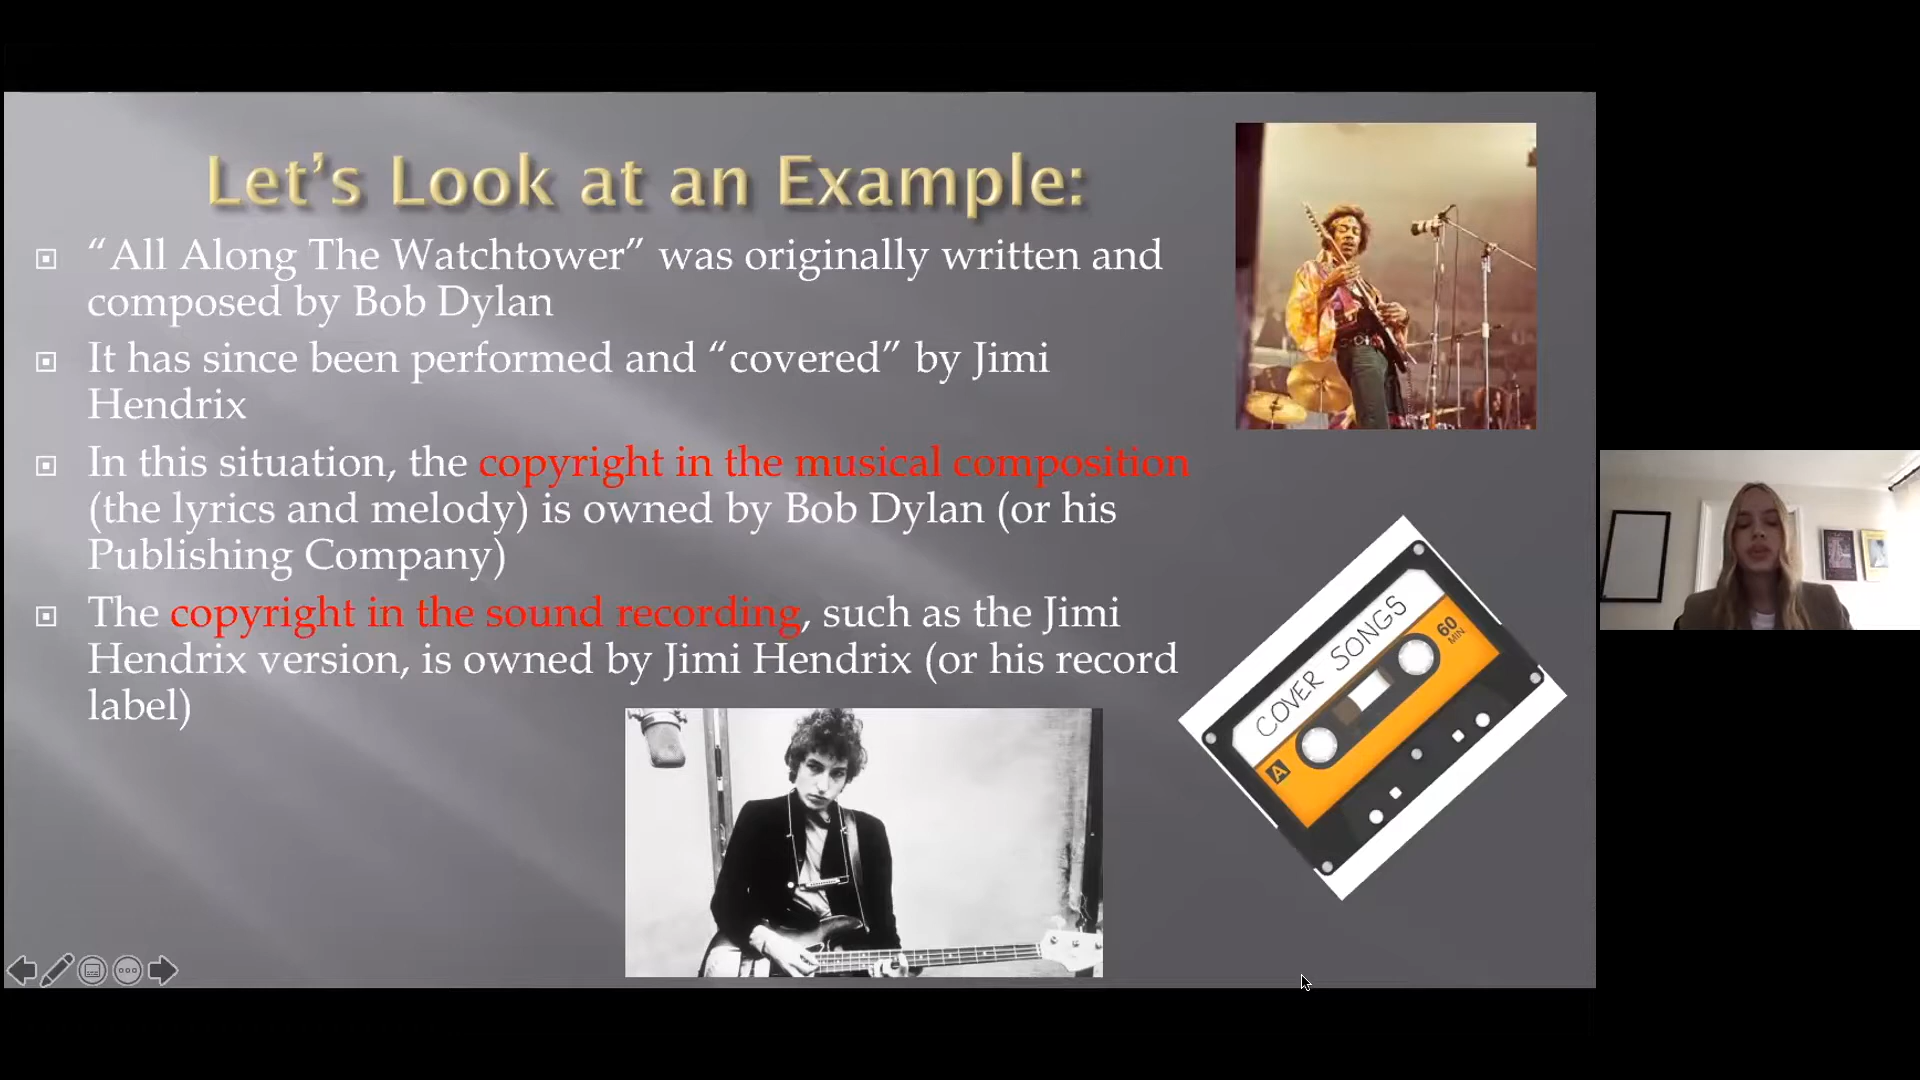 Let’s Look at an Example:
“All Along The Watchtower” was originally written and
composed by Bob Dylan
It has since been performed and “covered” by Jimi
Hendrix
In this situation, the copyright in the musical composition
(the lyrics and melody) is owned by Bob Dylan (or his
Publishing Company)
The copyright in the sound recording, such as the Jimi
Hendrix version, is owned by Jimi Hendrix (or his record
label)
COVER SONGS
60
MIN
A